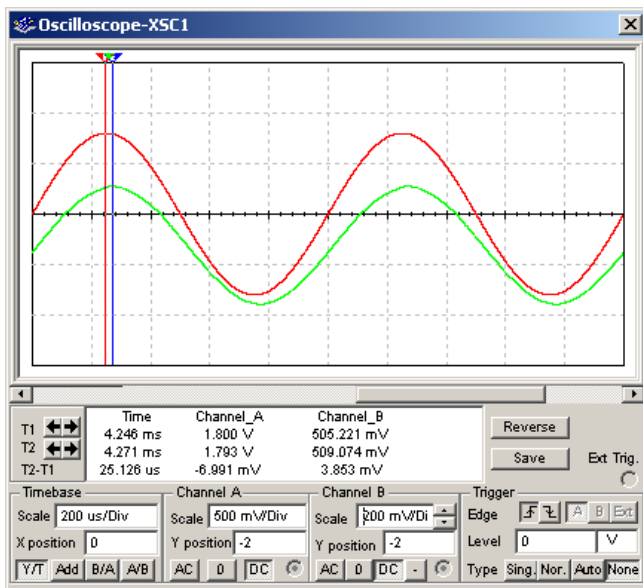 Oscilloscope-XSC1
Time Channel_A Channel_B
T1 4.246 ms 1.800 V 505.221 mV
T2 4.271 ms 1.793 V 509.074 mV
T2-T1 25.126 us -6.991 mV 3.853 mV
Reverse
Save
Ext Trig.
Timebase
Scale 200 us/Div
X position 0
Y/T Add B/A A/B
Channel A
Scale 500 mV/Div
Y position -2
AC 0 DC
Channel B
Scale 200 mV/Di
Y position -2
AC 0 DC -
Trigger
Edge A B Ext
Level 0 V
Type Sing. Nor. Auto None